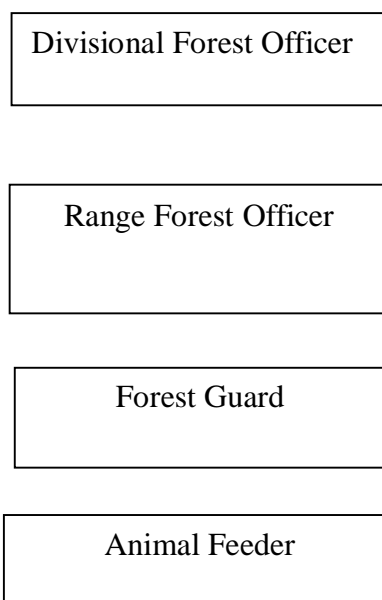 Divisional Forest Officer
Range Forest Officer
Forest Guard
Animal Feeder